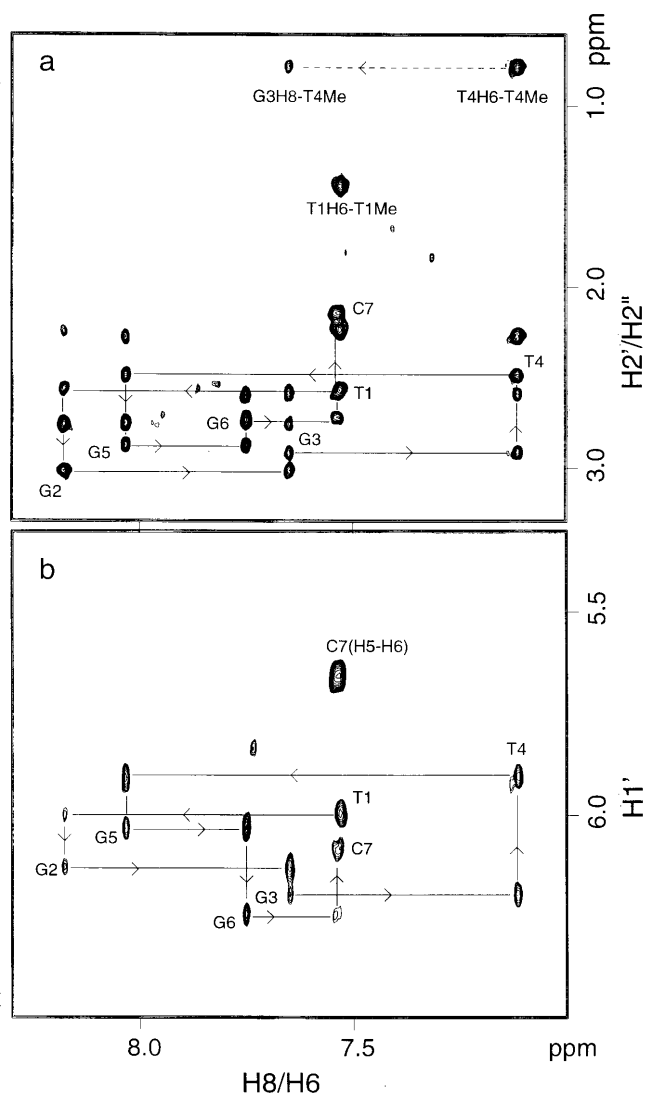 a
ppm
G3H8-T4Me
T4H6-T4Me
1.0
T1H6-T1Me
2.0
C7
T4
T1
G6
G3
G5
G2
3.0
H2'/H2"
b
5.5
C7(H5-H6)
T4
T1
6.0
G5
C7
G2
G3
G6
H1'
8.0
7.5
ppm
H8/H6